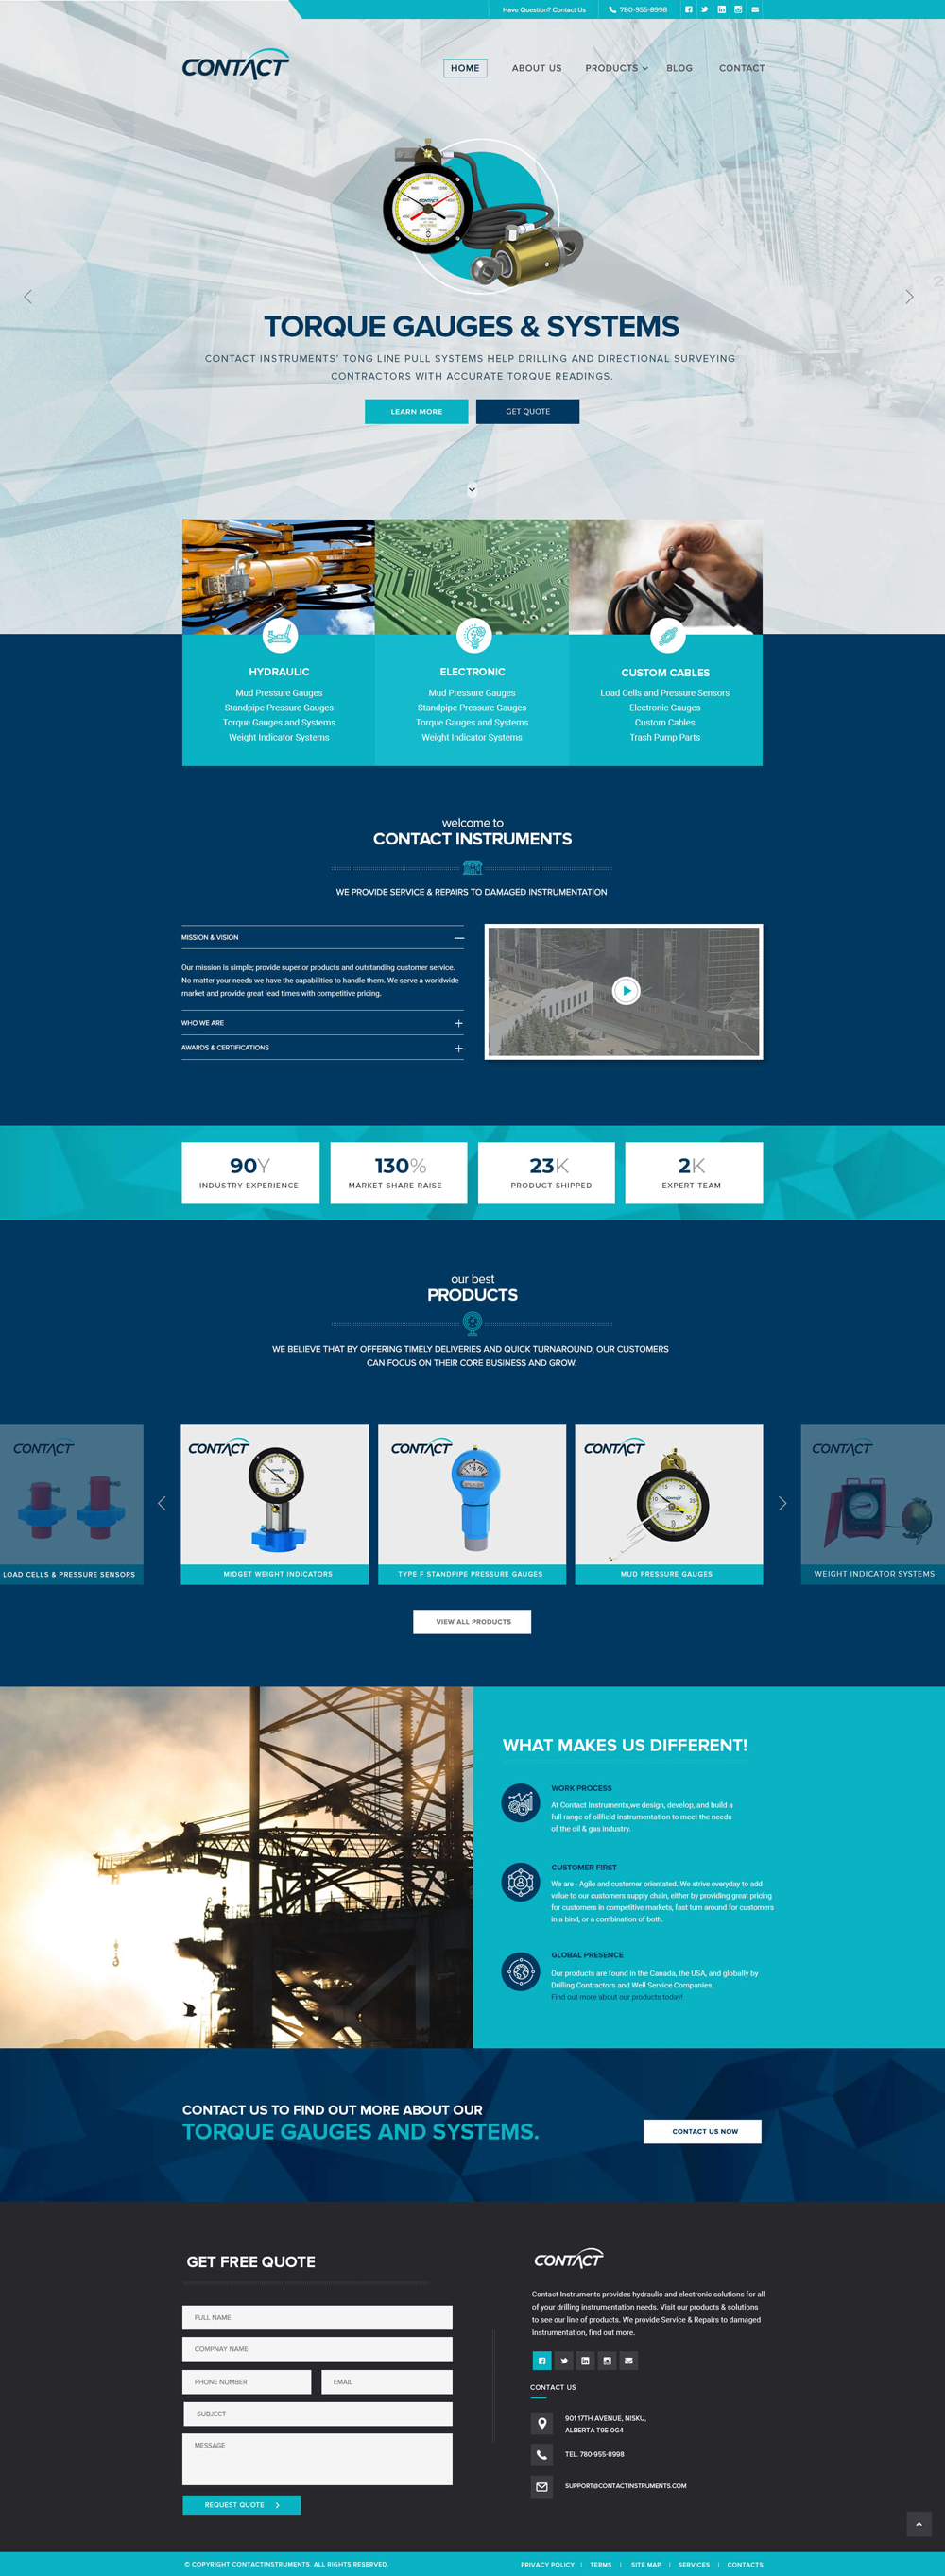 Have Question? Contact Us
780-955-8998
CONTACT
HOME
ABOUT US
PRODUCTS
BLOG
CONTACT
TORQUE GAUGES & SYSTEMS
CONTACT INSTRUMENTS' TONG LINE PULL SYSTEMS HELP DRILLING AND DIRECTIONAL SURVEYING
CONTRACTORS WITH ACCURATE TORQUE READINGS.
LEARN MORE
GET QUOTE
HYDRAULIC
Mud Pressure Gauges
Standpipe Pressure Gauges
Torque Gauges and Systems
Weight Indicator Systems
ELECTRONIC
Mud Pressure Gauges
Standpipe Pressure Gauges
Torque Gauges and Systems
Weight Indicator Systems
CUSTOM CABLES
Load Cells and Pressure Sensors
Electronic Gauges
Custom Cables
Trash Pump Parts
welcome to
CONTACT INSTRUMENTS
WE PROVIDE SERVICE & REPAIRS TO DAMAGED INSTRUMENTATION
MISSION & VISION
Our mission is simple; provide superior products and outstanding customer service.
No matter your needs we have the capabilities to handle them. We serve a worldwide
market and provide great lead times with competitive pricing.
WHO WE ARE
AWARDS & CERTIFICATIONS
90Y
INDUSTRY EXPERIENCE
130%
MARKET SHARE RAISE
23K
PRODUCT SHIPPED
2K
EXPERT TEAM
our best
PRODUCTS
WE BELIEVE THAT BY OFFERING TIMELY DELIVERIES AND QUICK TURNAROUND, OUR CUSTOMERS
CAN FOCUS ON THEIR CORE BUSINESS AND GROW.
CONTACT
LOAD CELLS & PRESSURE SENSORS
CONTACT
MIDGET WEIGHT INDICATORS
CONTACT
TYPE F STANDPIPE PRESSURE GAUGES
CONTACT
MUD PRESSURE GAUGES
CONTACT
WEIGHT INDICATOR SYSTEMS
VIEW ALL PRODUCTS
WHAT MAKES US DIFFERENT!
WORK PROCESS
At Contact Instruments,we design, develop, and build a
full range of oilfield instrumentation to meet the needs
of the oil & gas industry.
CUSTOMER FIRST
We are - Agile and customer orientated. We strive everyday to add
value to our customers supply chain, either by providing great pricing
for customers in competitive markets, fast turn around for customers
in a bind, or a combination of both.
GLOBAL PRESENCE
Our products are found in the Canada, the USA, and globally by
Drilling Contractors and Well Service Companies.
Find out more about our products today!
CONTACT US TO FIND OUT MORE ABOUT OUR
TORQUE GAUGES AND SYSTEMS.
CONTACT US NOW
GET FREE QUOTE
FULL NAME
COMPNAY NAME
PHONE NUMBER
EMAIL
SUBJECT
MESSAGE
REQUEST QUOTE
CONTACT
Contact Instruments provides hydraulic and electronic solutions for all
of your drilling instrumentation needs. Visit our products & solutions
to see our line of products. We provide Service & Repairs to damaged
Instrumentation, find out more.
CONTACT US
901 17TH AVENUE, NISKU,
ALBERTA T9E 0G4
TEL. 780-955-8998
SUPPORT@CONTACTINSTRUMENTS.COM
© COPYRIGHT CONTACTINSTRUMENTS. ALL RIGHTS RESERVED.
PRIVACY POLICY | TERMS | SITE MAP | SERVICES | CONTACTS